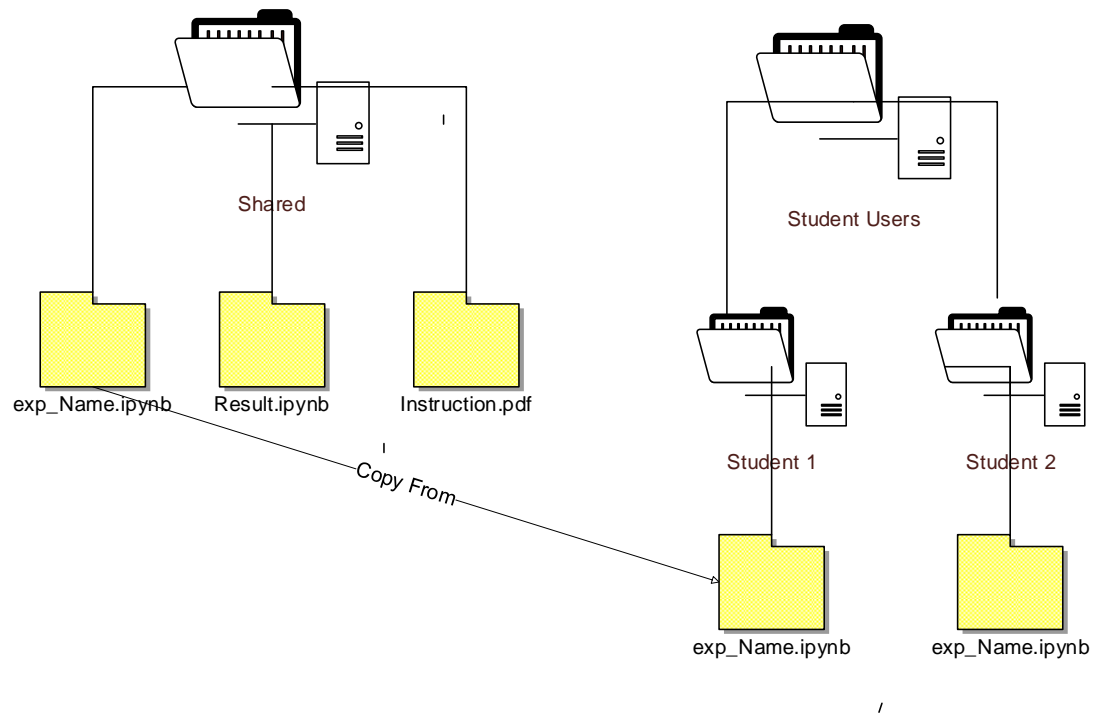 Shared
Student Users
exp_Name.ipynb
Result.ipynb
Instruction.pdf
Copy From
Student 1
Student 2
exp_Name.ipynb
exp_Name.ipynb